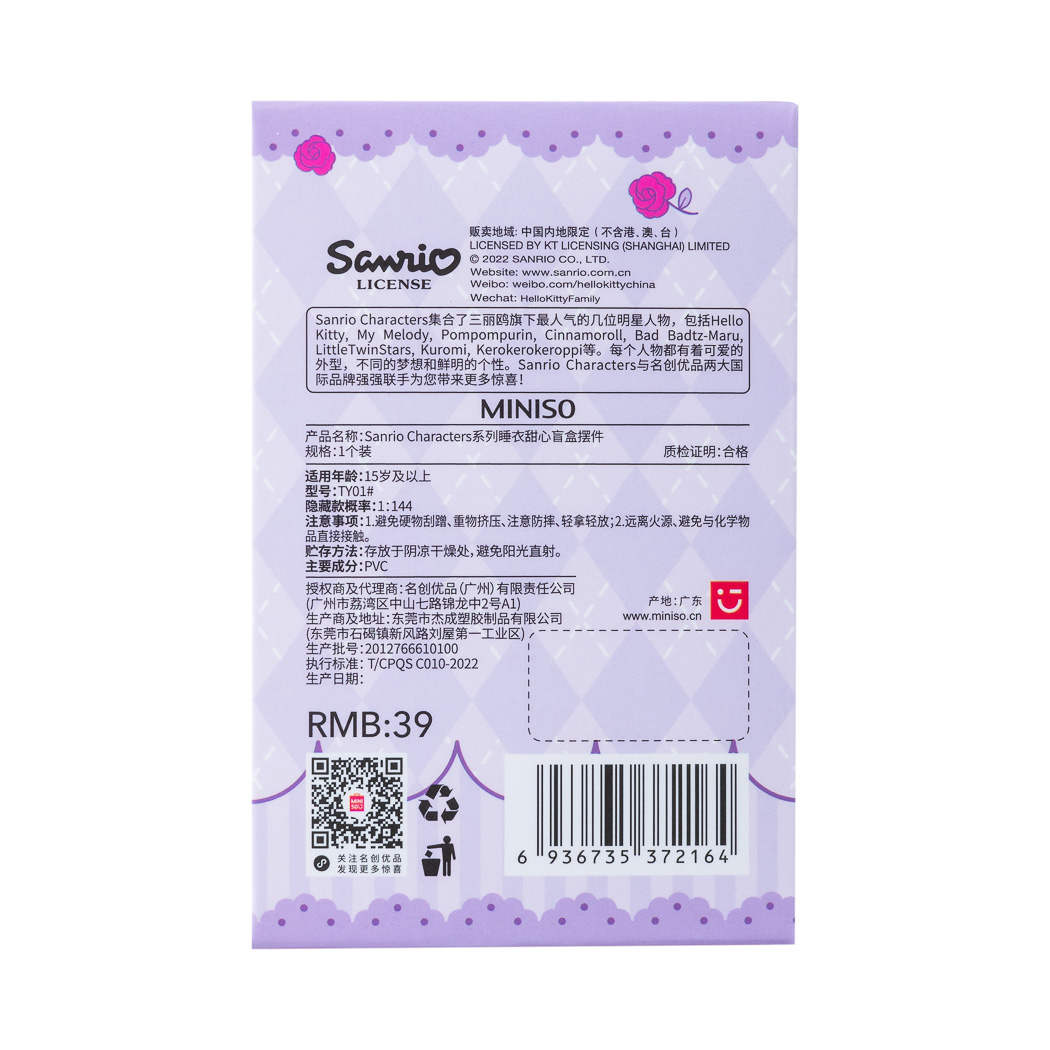 贩卖地域: 中国内地限定（不含港、澳、台）
LICENSED BY KT LICENSING (SHANGHAI) LIMITED
© 2022 SANRIO CO., LTD.
Website: www.sanrio.com.cn
Weibo: weibo.com/hellokittychina
Wechat: HelloKittyFamily
Sanrio
LICENSE
Sanrio Characters集合了三丽鸥旗下最人气的几位明星人物，包括Hello
Kitty, My Melody, Pompompurin, Cinnamoroll, Bad Badtz-Maru,
LittleTwinStars, Kuromi, Kerokerokeroppi等。每个人物都有着可爱的
外型，不同的梦想和鲜明的个性。Sanrio Characters与名创优品两大国
际品牌强强联手为您带来更多惊喜！
MINISO
产品名称：Sanrio Characters系列睡衣甜心盲盒摆件
规格：1个装 质检证明：合格
适用年龄：15岁及以上
型号：TY01#
隐藏款概率：1：144
注意事项：1.避免硬物刮蹭、重物挤压、注意防摔、轻拿轻放；2.远离火源、避免与化学物
品直接接触。
贮存方法：存放于阴凉干燥处，避免阳光直射。
主要成分：PVC
授权商及代理商：名创优品（广州）有限责任公司
(广州市荔湾区中山七路锦龙中2号A1)
生产商及地址：东莞市杰成塑胶制品有限公司
(东莞市石碣镇新风路刘屋第一工业区)
生产批号：2012766610100
执行标准：T/CPQS C010-2022
生产日期：
产地：广东
www.miniso.cn
RMB:39
MINI
SO
关注名创优品
发现更多惊喜
6 936735 372164